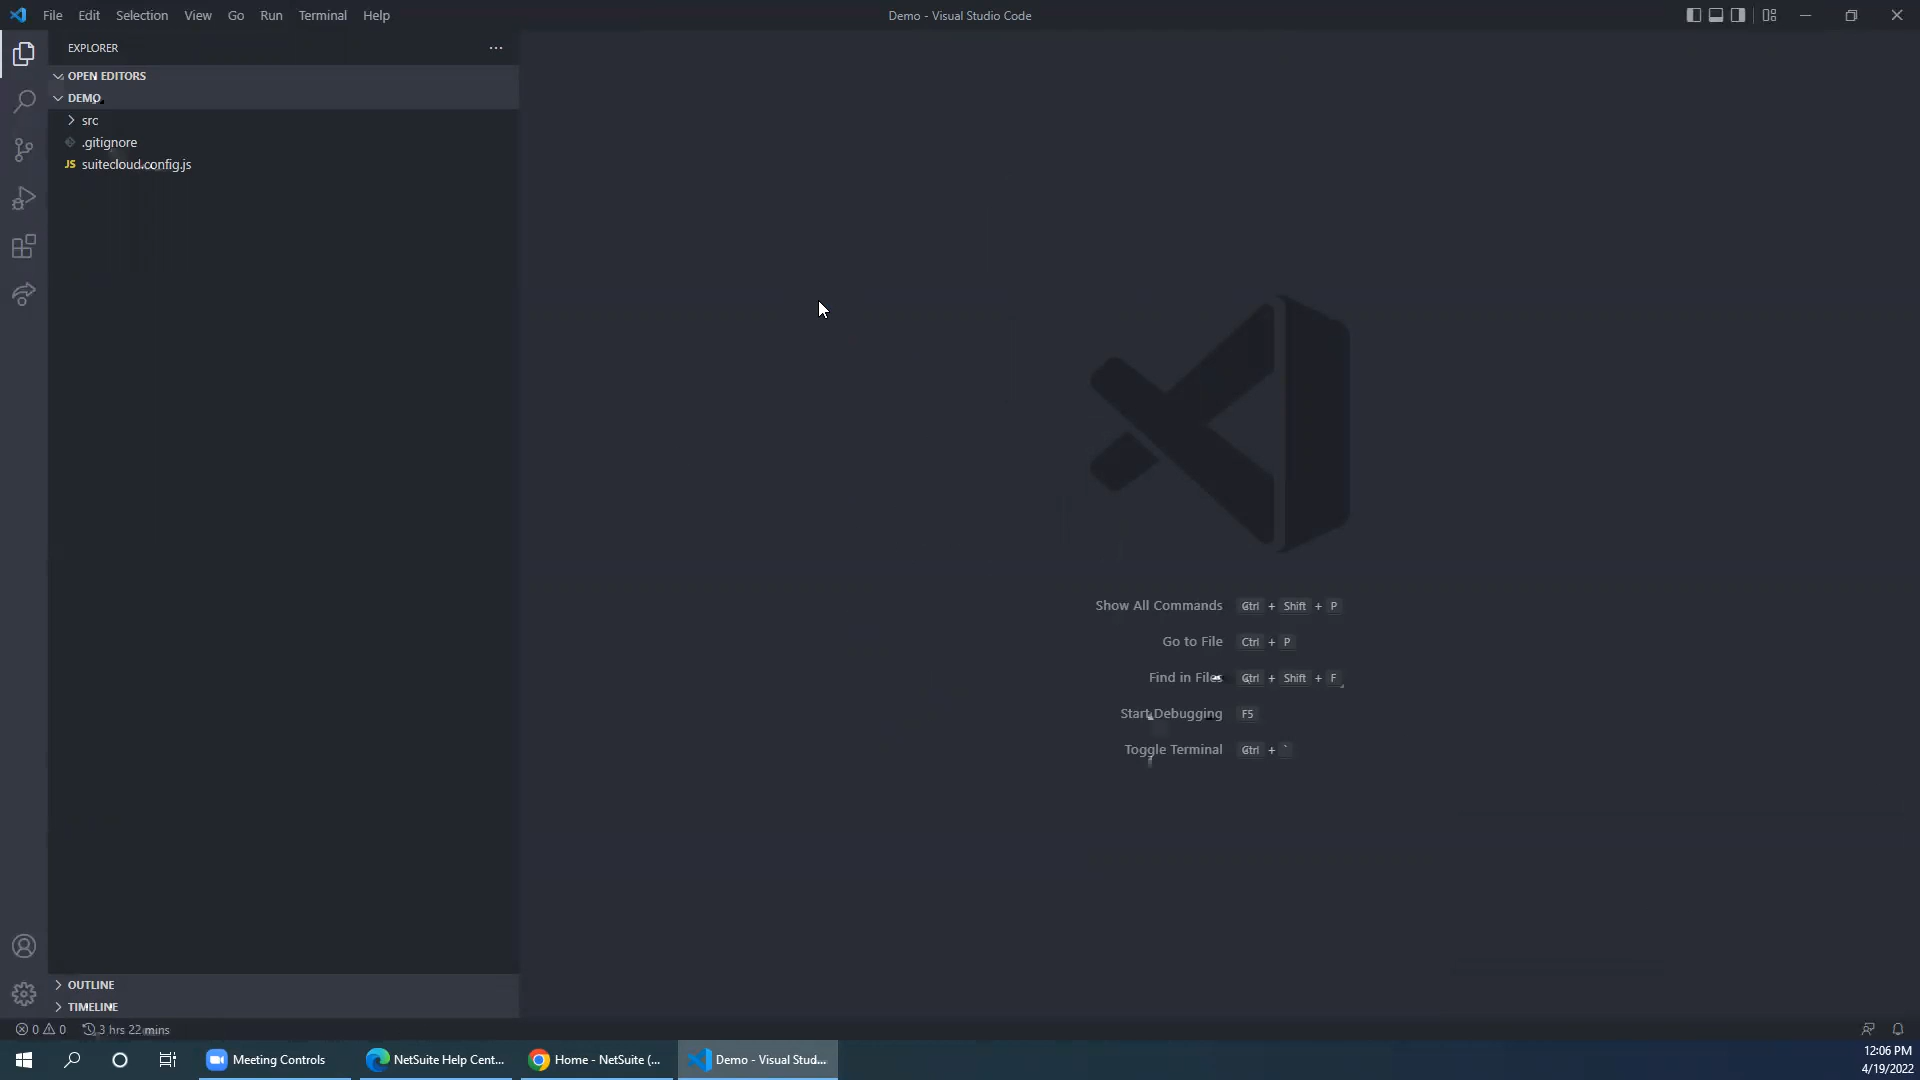 File Edit Selection View Go Run Terminal Help
Demo - Visual Studio Code
EXPLORER
OPEN EDITORS
DEMO
src
.gitignore
JS suitecloud.config.js
Show All Commands Ctrl + Shift + P
Go to File Ctrl + P
Find in Files Ctrl + Shift + F
Start Debugging F5
Toggle Terminal Ctrl + `
OUTLINE
TIMELINE
0 0 3 hrs 22 mins
Meeting Controls
NetSuite Help Cent...
Home - NetSuite (...
Demo - Visual Stud...
12:06 PM
4/19/2022